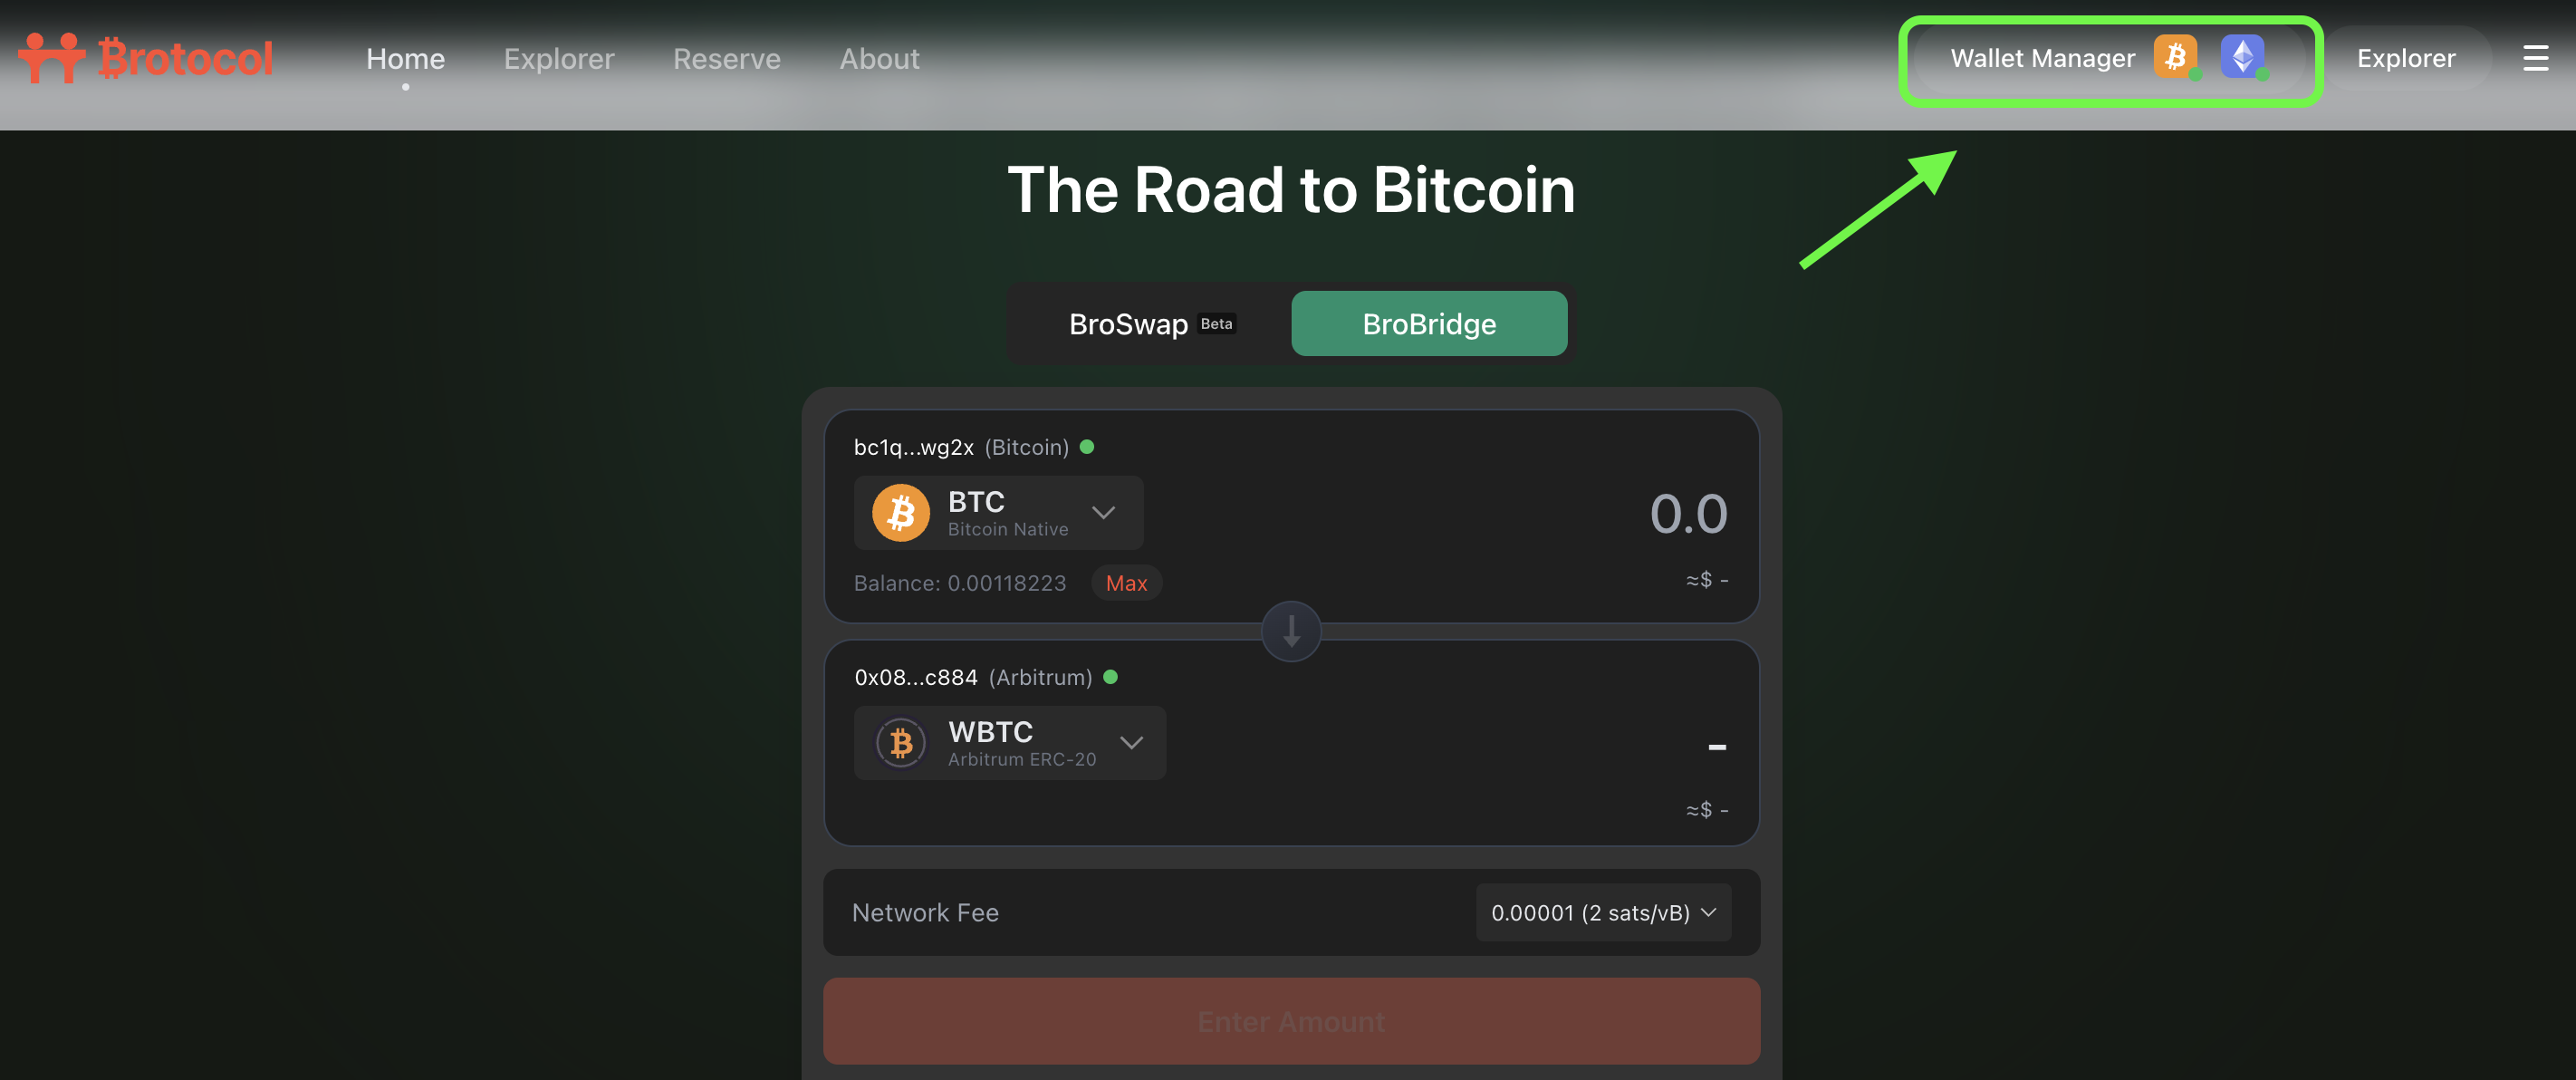 ₿rotocol
Home
Explorer
Reserve
About
Wallet Manager
Explorer
The Road to Bitcoin
BroSwap Beta
BroBridge
bc1q...wg2x (Bitcoin)
BTC
Bitcoin Native
0.0
Balance: 0.00118223 Max
≈$ -
0x08...c884 (Arbitrum)
WBTC
Arbitrum ERC-20
-
≈$ -
Network Fee
0.00001 (2 sats/vB)
Enter Amount